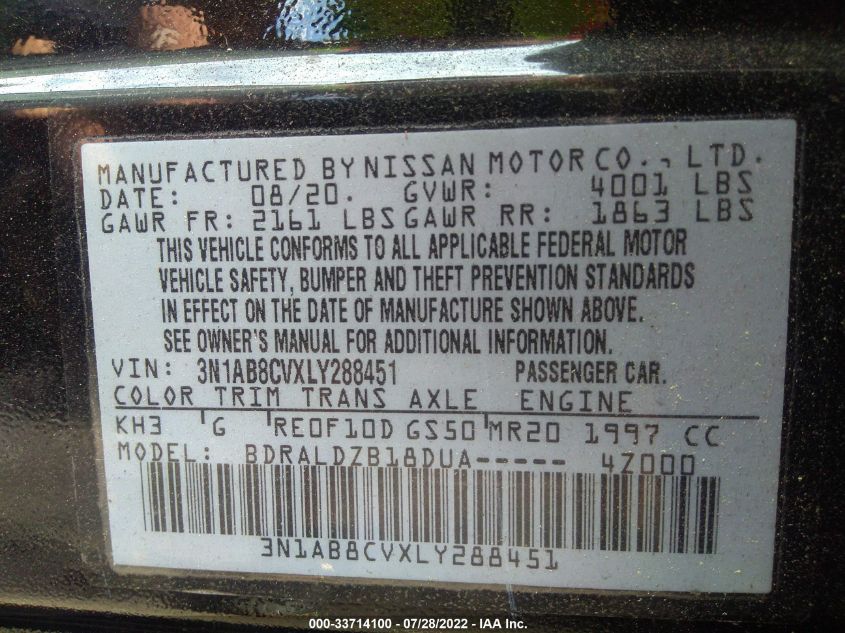 MANUFACTURED BY NISSAN MOTOR CO., LTD.
DATE: 08/20. GVWR: 4001 LBS
GAWR FR: 2161 LBS GAWR RR: 1863 LBS
THIS VEHICLE CONFORMS TO ALL APPLICABLE FEDERAL MOTOR
VEHICLE SAFETY, BUMPER AND THEFT PREVENTION STANDARDS
IN EFFECT ON THE DATE OF MANUFACTURE SHOWN ABOVE.
SEE OWNER'S MANUAL FOR ADDITIONAL INFORMATION.
VIN: 3N1AB8CVXLY288451 PASSENGER CAR.
COLOR TRIM TRANS AXLE ENGINE
KH3 G RE0F10D GS50 MR20 1997 CC
MODEL: BDRALDZB18DUA----- 4Z000
3N1AB8CVXLY288451
000-33714100 - 07/28/2022 - IAA Inc.